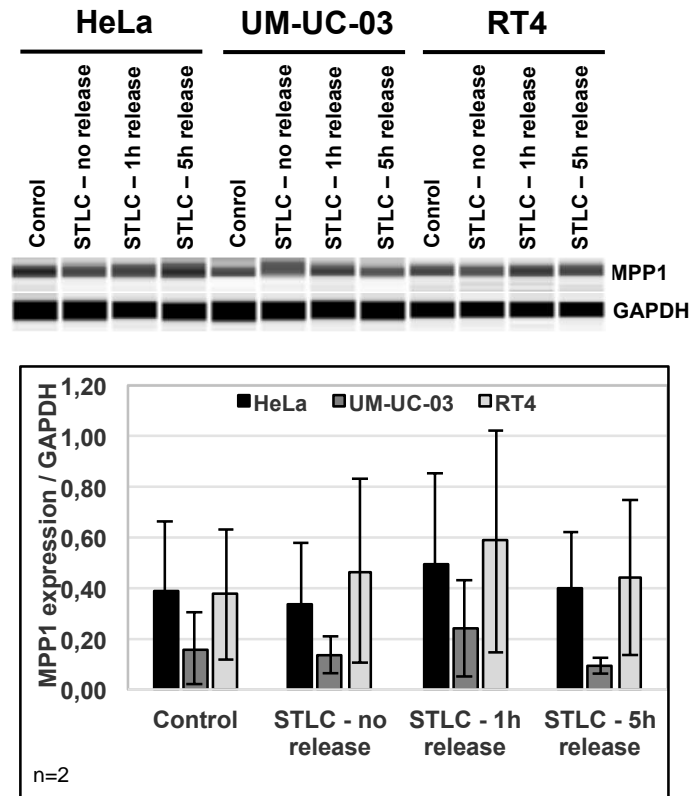 HeLa UM-UC-03 RT4
Conrol STLC – no release STLC – 1h release STLC – 5h release Conrol STLC – no release STLC – 1h release STLC – 5h release Conrol STLC – no release STLC – 1h release STLC – 5h release
MPP1
GAPDH
MPP1 expression / GAPDH
1,20
HeLa UM-UC-03 RT4
1,00
0,80
0,60
0,40
0,20
0,00
Control STLC - no STLC - 1h STLC - 5h
release release release
n=2